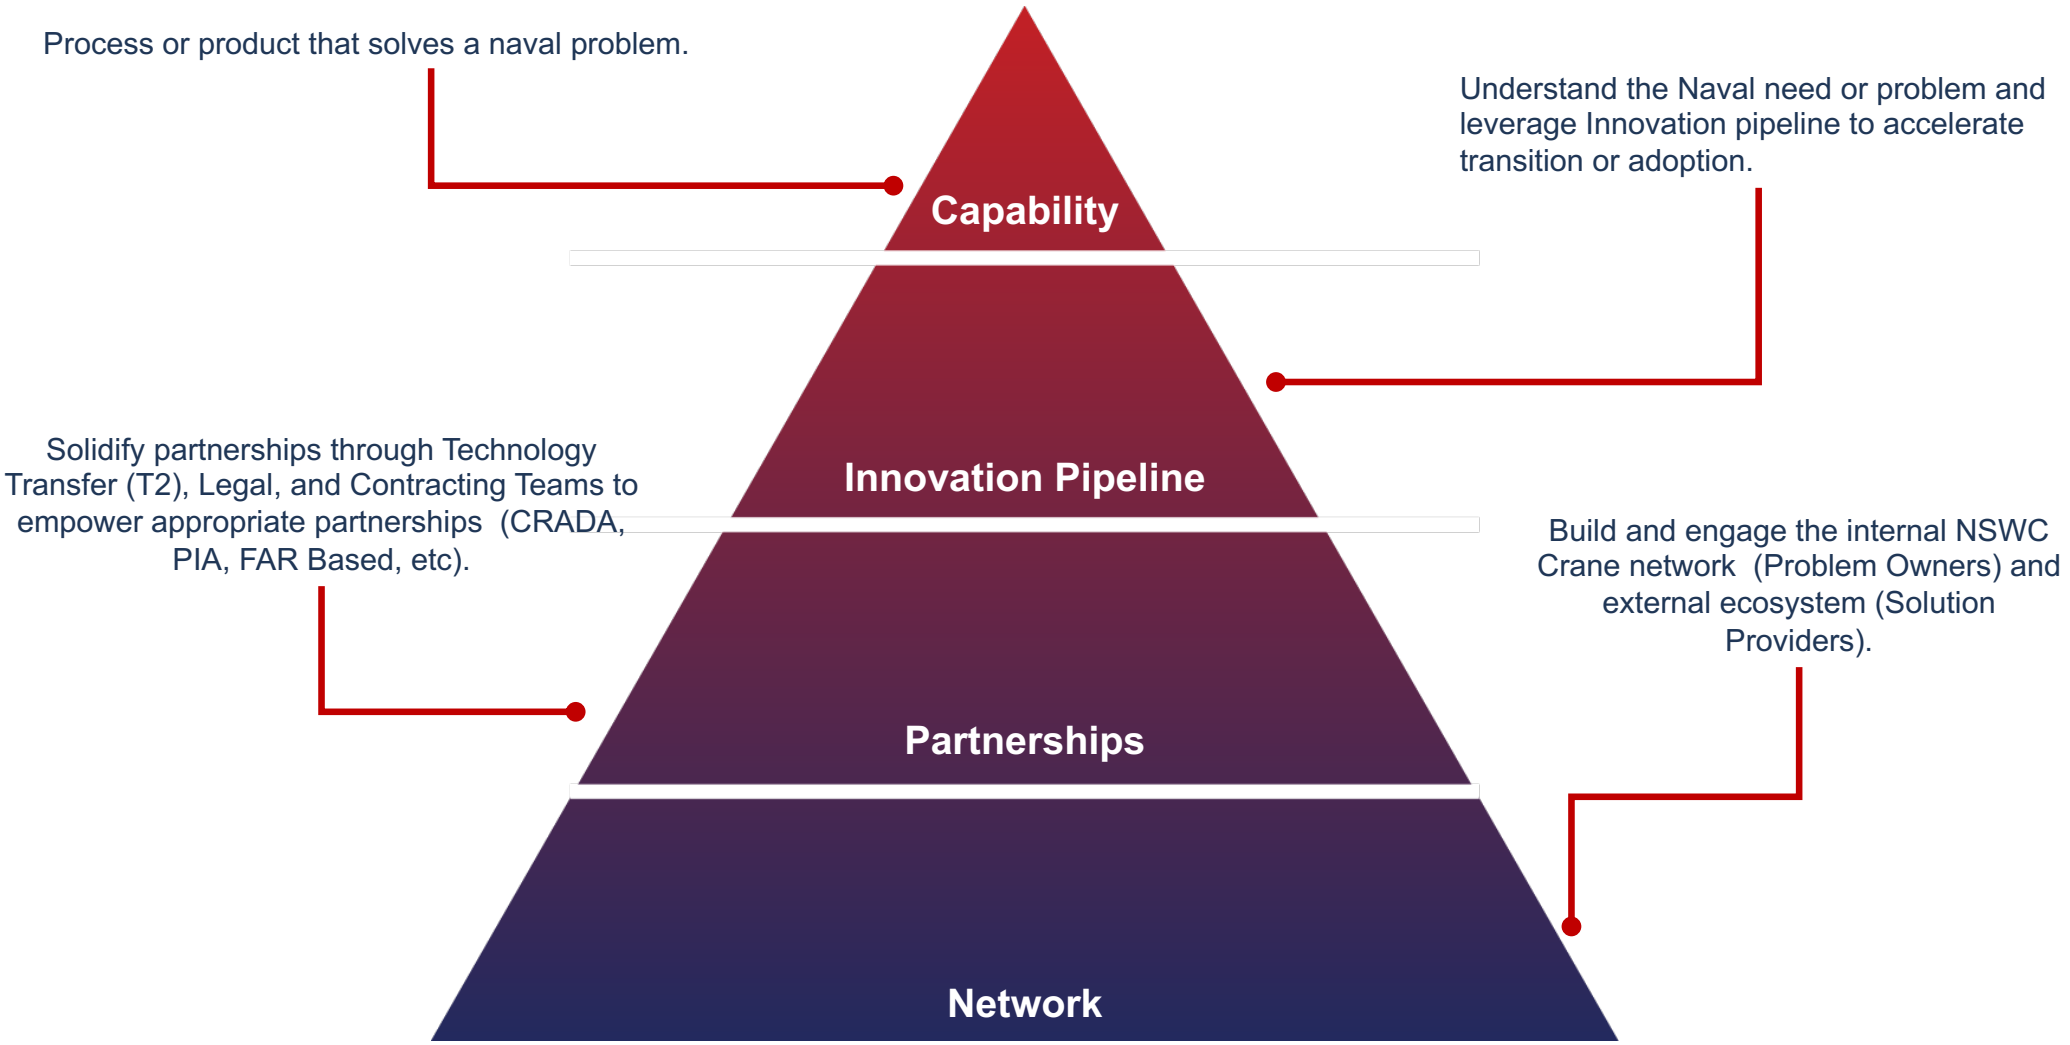 Process or product that solves a naval problem.
Understand the Naval need or problem and
leverage Innovation pipeline to accelerate
transition or adoption.
Capability
Solidify partnerships through Technology
Transfer (T2), Legal, and Contracting Teams to
empower appropriate partnerships  (CRADA,
PIA, FAR Based, etc).
Innovation Pipeline
Build and engage the internal NSWC
Crane network  (Problem Owners) and
external ecosystem (Solution
Providers).
Partnerships
Network